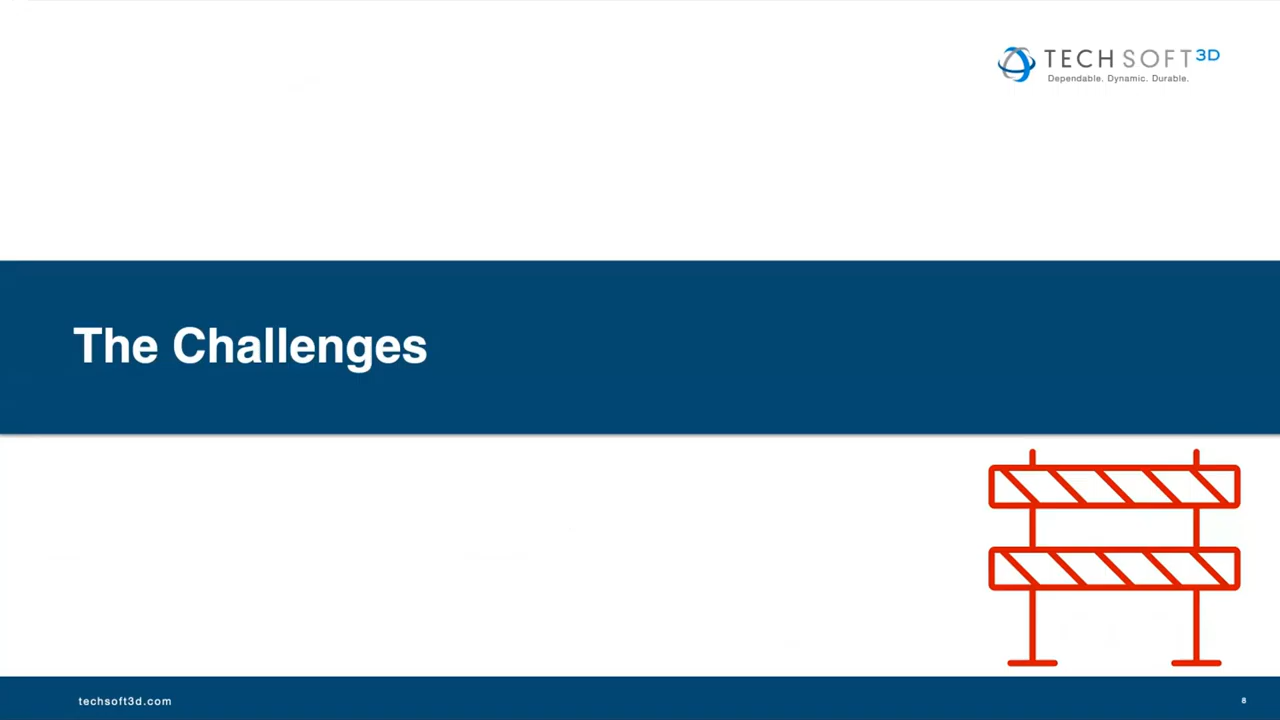 TECH SOFT 3D
Dependable. Dynamic. Durable.
The Challenges
techsoft3d.com
8